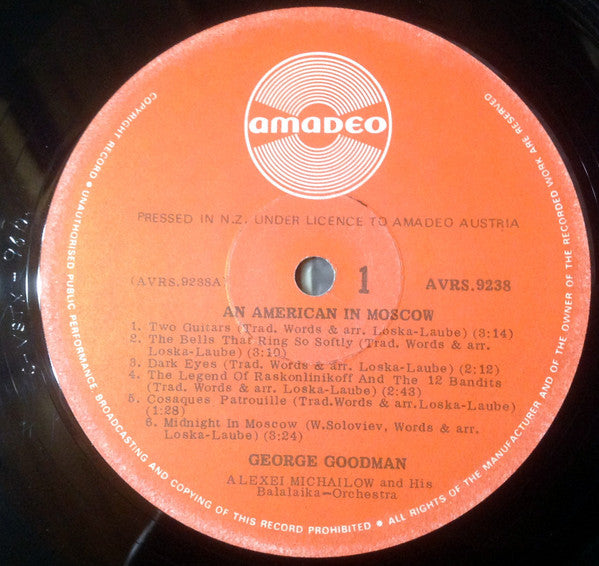 amadeo
PRESSED IN N.Z. UNDER LICENCE TO AMADEO AUSTRIA
(AVRS.9238A
1
AVRS.9238
AN AMERICAN IN MOSCOW
1. Two Guitars (Trad. Words & arr. Loska-Laube) (3:14)
2. The Bells That Ring So Softly (Trad. Words & arr.
Loska-Laube) (3:10)
3. Dark Eyes (Trad. Words & arr. Loska-Laube) (2:12)
4. The Legend Of Raskonlinikoff And The 12 Bandits
(Trad. Words & arr. Loska-Laube) (2:43)
5. Cosaques Patrouille (Trad.Words & arr.Loska-Laube)
(1:28)
6. Midnight In Moscow (W.Soloviev, Words & arr.
Loska-Laube) (3:24)
GEORGE GOODMAN
ALEXEI MICHAILOW and His
Balalaika-Orchestra
COPYRIGHT RECORD • UNAUTHORISED PUBLIC PERFORMANCE BROADCASTING AND COPYING OF THIS RECORD PROHIBITED • ALL RIGHTS OF THE MANUFACTURER AND OF THE OWNER OF THE RECORDED WORK ARE RESERVED